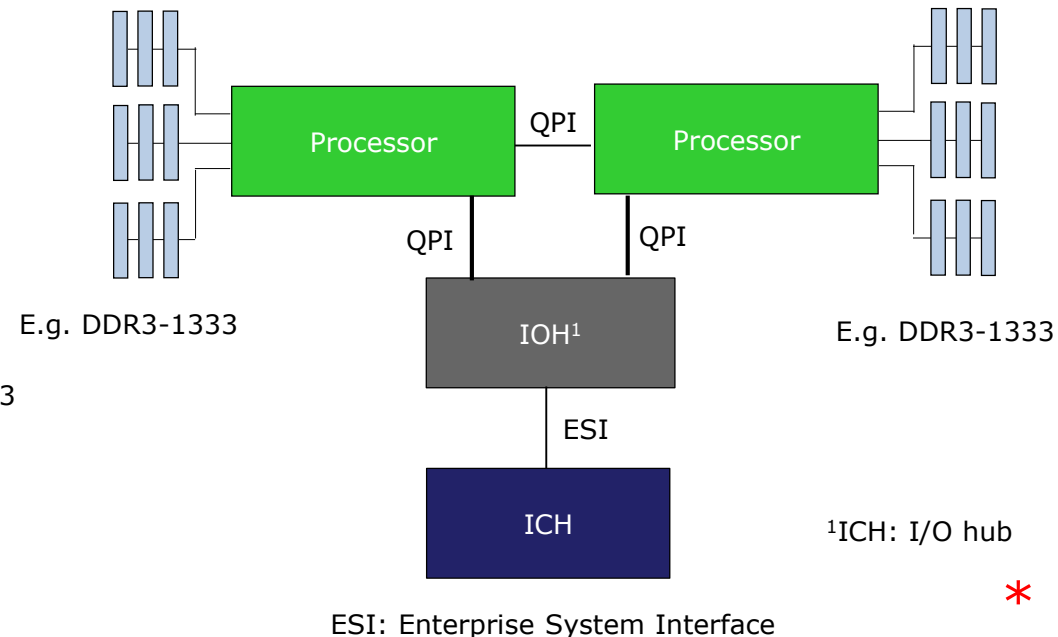 QPI
Processor
Processor
QPI
QPI
E.g. DDR3-1333
IOH¹
E.g. DDR3-1333
3
ESI
ICH
¹ICH: I/O hub
*
ESI: Enterprise System Interface